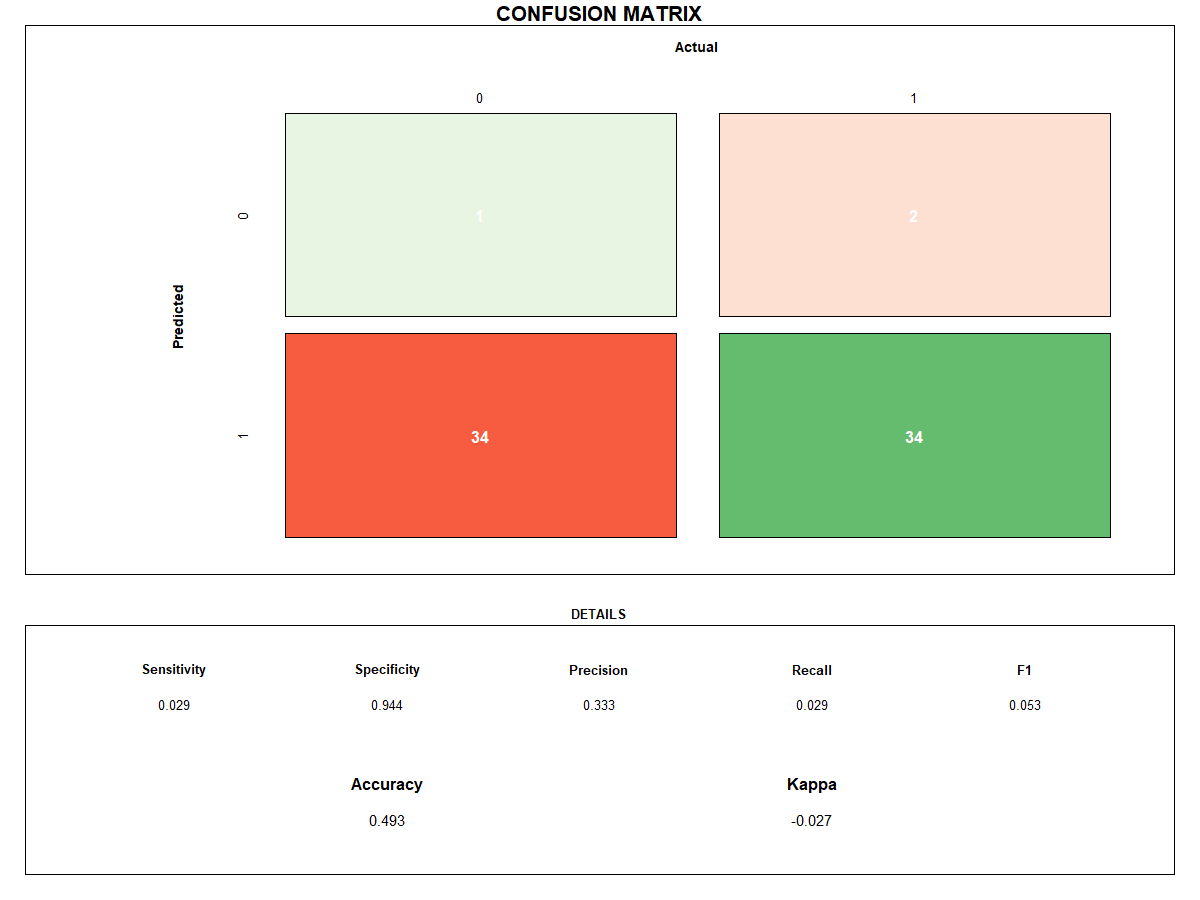 CONFUSION MATRIX
Actual
0 1
0
1 2
Predicted
1
34 34
DETAILS
Sensitivity Specificity Precision Recall F1
0.029 0.944 0.333 0.029 0.053
Accuracy Kappa
0.493 -0.027